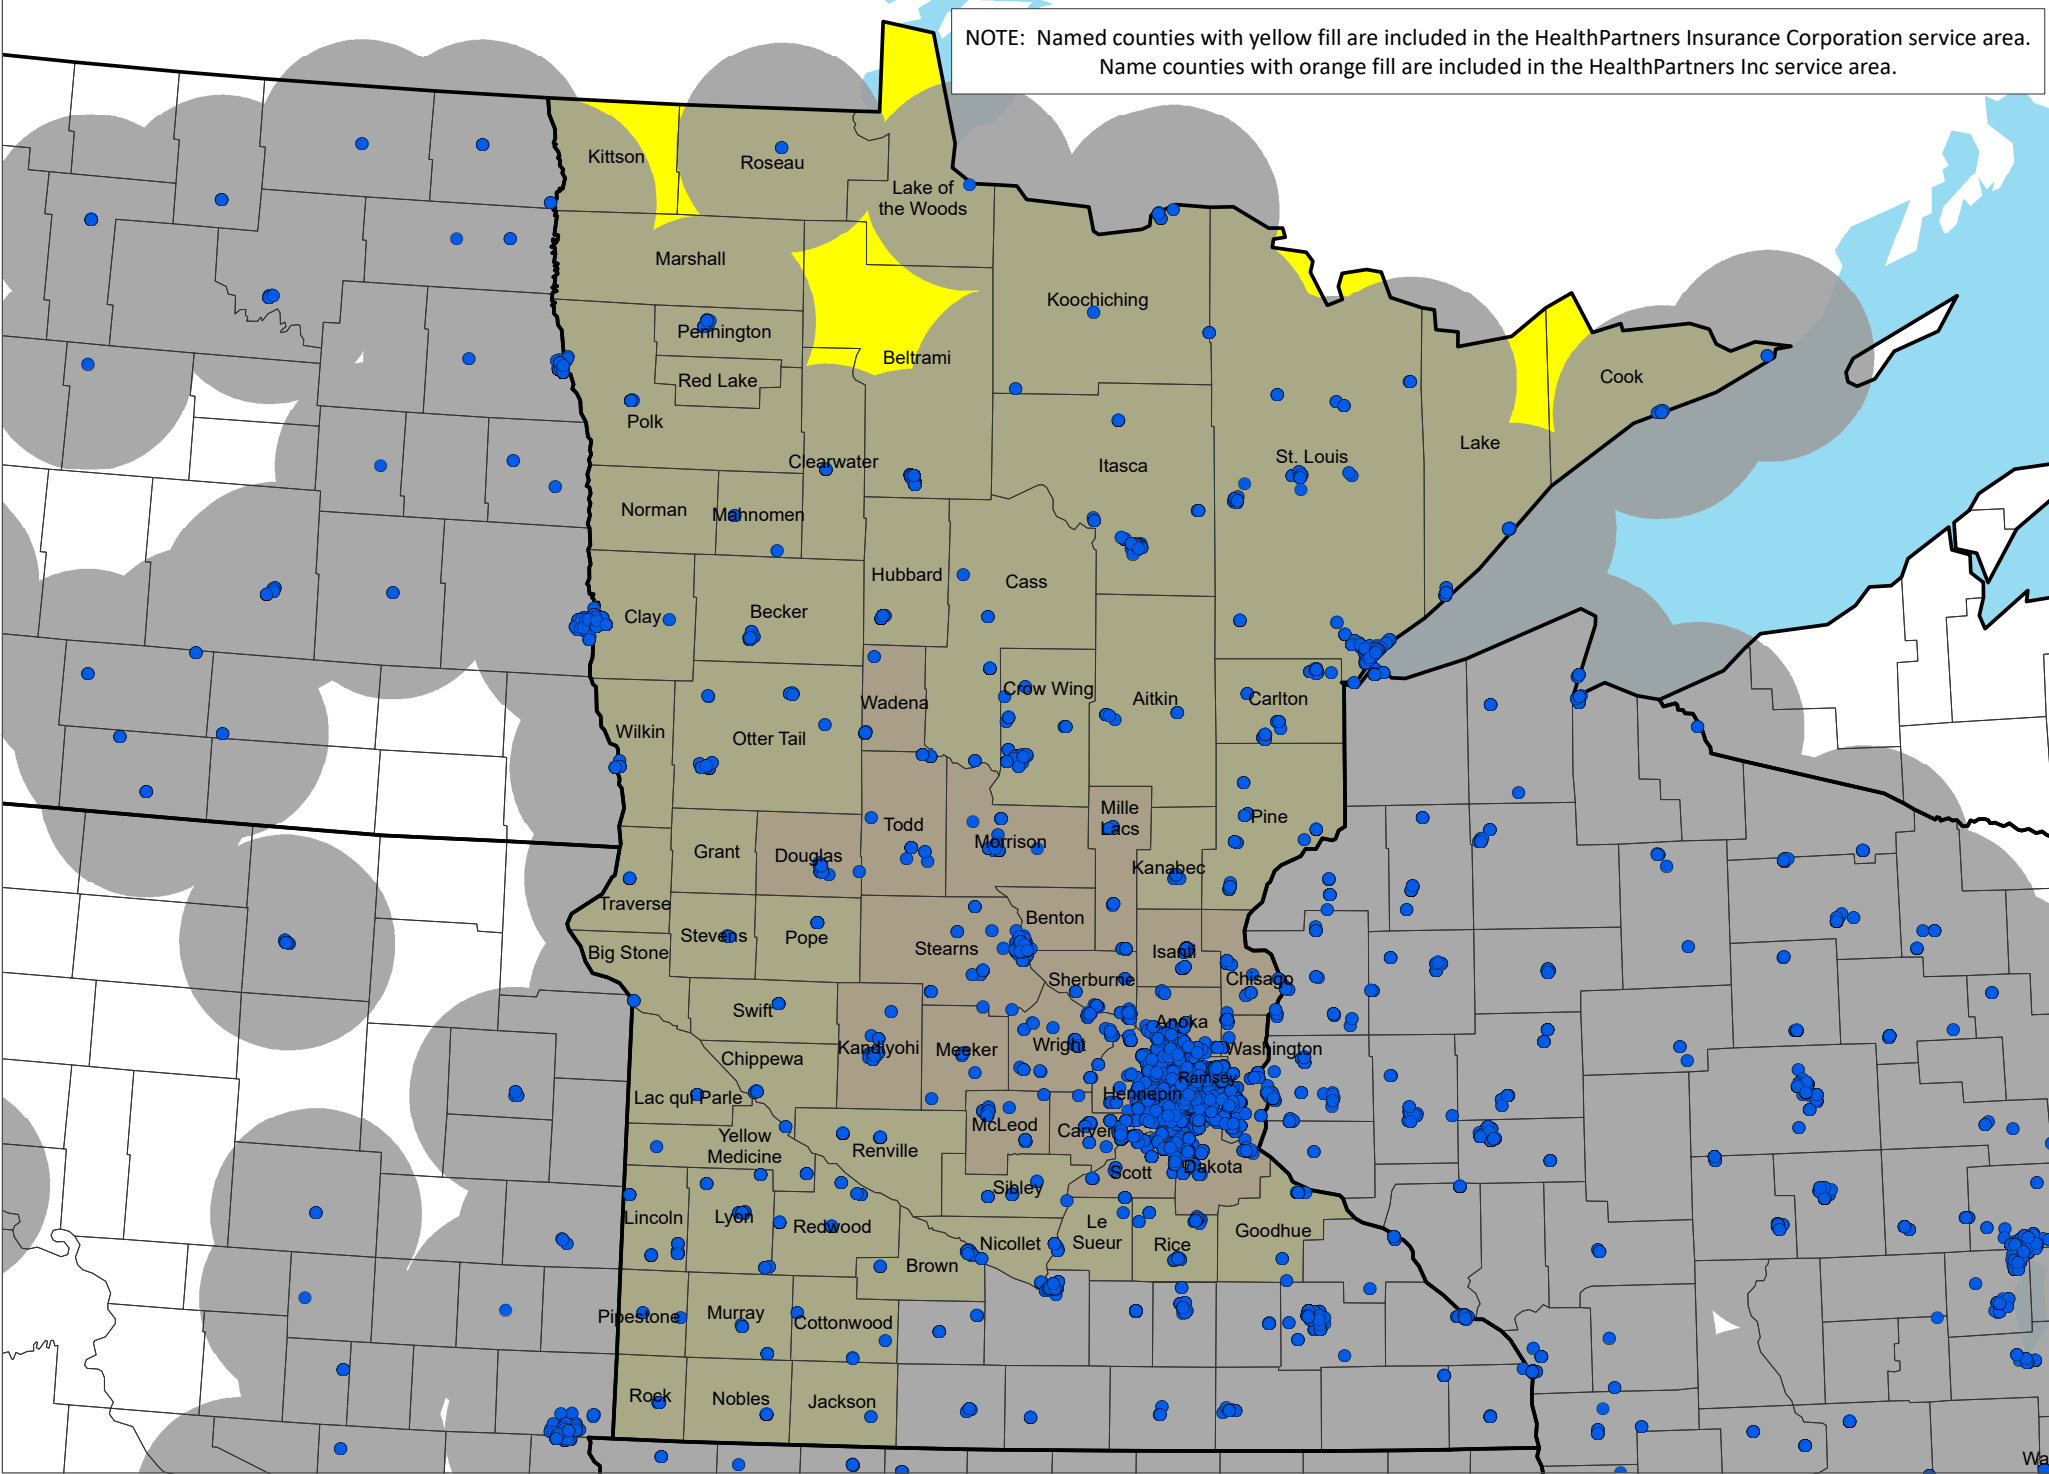 NOTE: Named counties with yellow fill are included in the HealthPartners Insurance Corporation service area.
Name counties with orange fill are included in the HealthPartners Inc service area.
Kittson
Roseau
Lake of
the Woods
Marshall
Koochiching
Pennington
Beltrami
Red Lake
Cook
Polk
Lake
Clearwater
Itasca
St. Louis
Norman
Mahnomen
Hubbard
Cass
Clay
Becker
Crow Wing
Wadena
Aitkin
Carlton
Wilkin
Otter Tail
Mille
Lacs
Pine
Todd
Morrison
Grant
Douglas
Kanabec
Traverse
Benton
Stevens
Pope
Stearns
Isanti
Big Stone
Sherburne
Chisago
Swift
Anoka
Kandiyohi
Meeker
Wright
Washington
Chippewa
Ramsey
Hennepin
Lac qui Parle
McLeod
Carver
Yellow
Medicine
Renville
Scott
Dakota
Sibley
Lincoln
Lyon
Redwood
Le
Sueur
Nicollet
Rice
Goodhue
Brown
Pipestone
Murray
Cottonwood
Rock
Nobles
Jackson
Wa